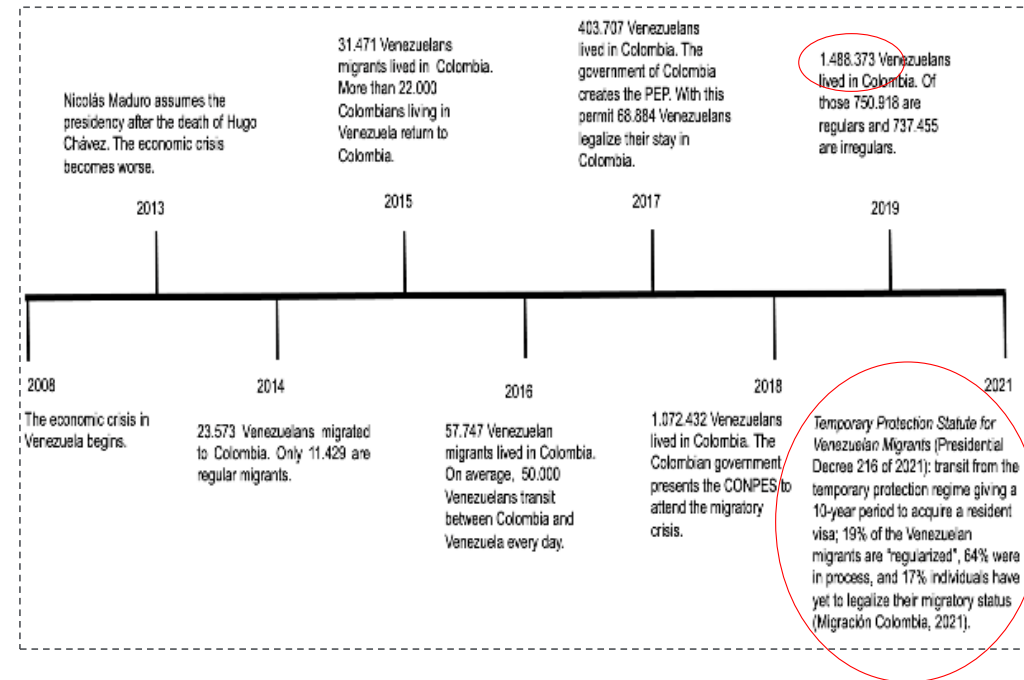 Nicolás Maduro assumes the
presidency after the death of Hugo
Chávez. The economic crisis
becomes worse.
2013
31.471 Venezuelans
migrants lived in Colombia.
More than 22.000
Colombians living in
Venezuela return to
Colombia.
2015
403.707 Venezuelans
lived in Colombia. The
government of Colombia
creates the PEP. With this
permit 68.884 Venezuelans
legalize their stay in
Colombia.
2017
1.488.373 Venezuelans
lived in Colombia. Of
those 750.918 are
regulars and 737.455
are irregulars.
2019
2008
The economic crisis in
Venezuela begins.
2014
23.573 Venezuelans migrated
to Colombia. Only 11.429 are
regular migrants.
2016
57.747 Venezuelan
migrants lived in Colombia.
On average, 50.000
Venezuelans transit
between Colombia and
Venezuela every day.
2018
1.072.432 Venezuelans
lived in Colombia. The
Colombian government
presents the CONPES to
attend the migratory
crisis.
2021
Temporary Protection Statute for
Venezuelan Migrants (Presidential
Decree 216 of 2021): transit from the
temporary protection regime giving a
10-year period to acquire a resident
visa; 19% of the Venezuelan
migrants are "regularized", 64% were
in process, and 17% individuals have
yet to legalize their migratory status
(Migración Colombia, 2021).